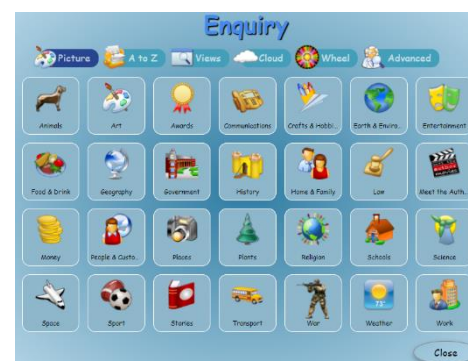 Enquiry
Picture A to Z Views Cloud Wheel Advanced
Animals Art Awards Communications Crafts & Hobbi... Earth & Enviro... Entertainment
Food & Drink Geography Government History Home & Family Law Meet the Auth...
Money People & Custo... Places Plants Religion Schools Science
Space Sport Stories Transport War Weather Work
Close